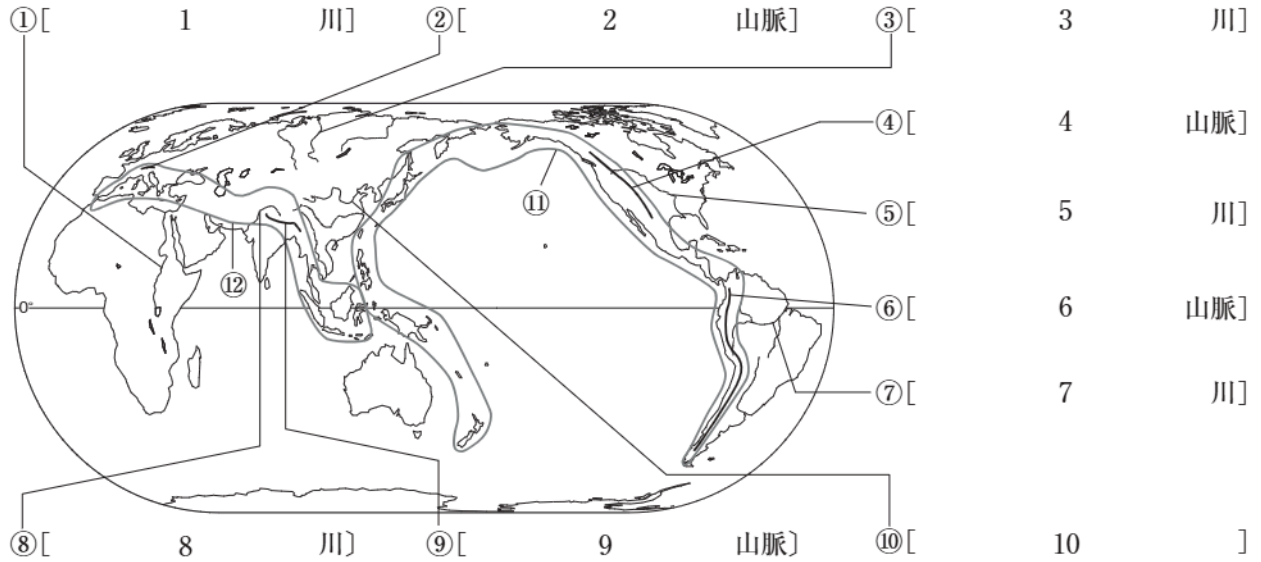 ①[ 1 川] ②[ 2 山脈] ③[ 3 川]
④[ 4 山脈]
⑤[ 5 川]
⑪
⑫
0°
⑥[ 6 山脈]
⑦[ 7 川]
⑧[ 8 川] ⑨[ 9 山脈] ⑩[ 10 ]